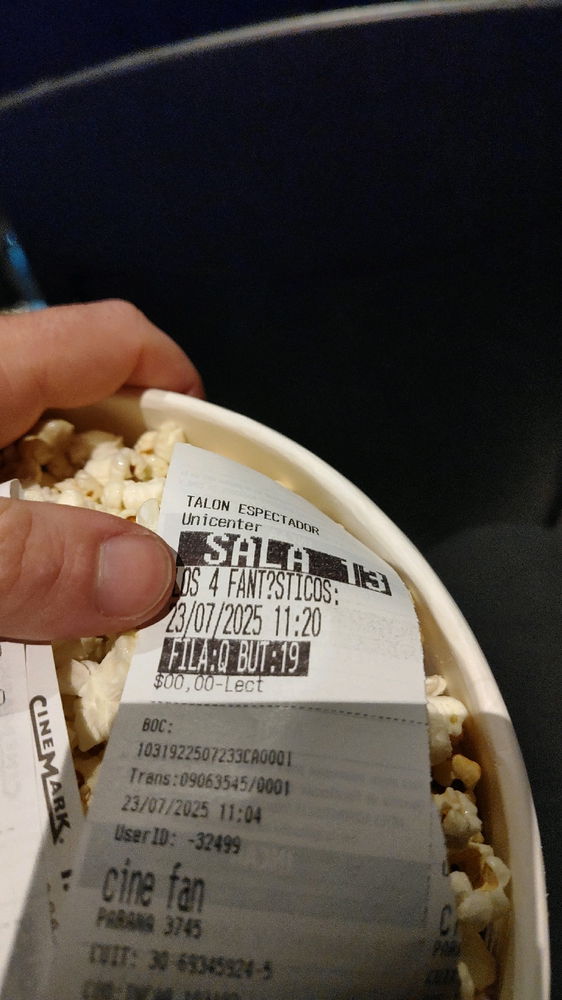 TALON ESPECTADOR
Unicenter
SALA 13
LOS 4 FANT?STICOS:
23/07/2025 11:20
FILA:Q BUT:19
$00,00-Lect
BOC:
1031922507233CA0001
Trans:09063545/0001
23/07/2025 11:04
UserID: -32499
cine fan
PARANA 3745
CUIT: 30-69345924-5
CINEMARK